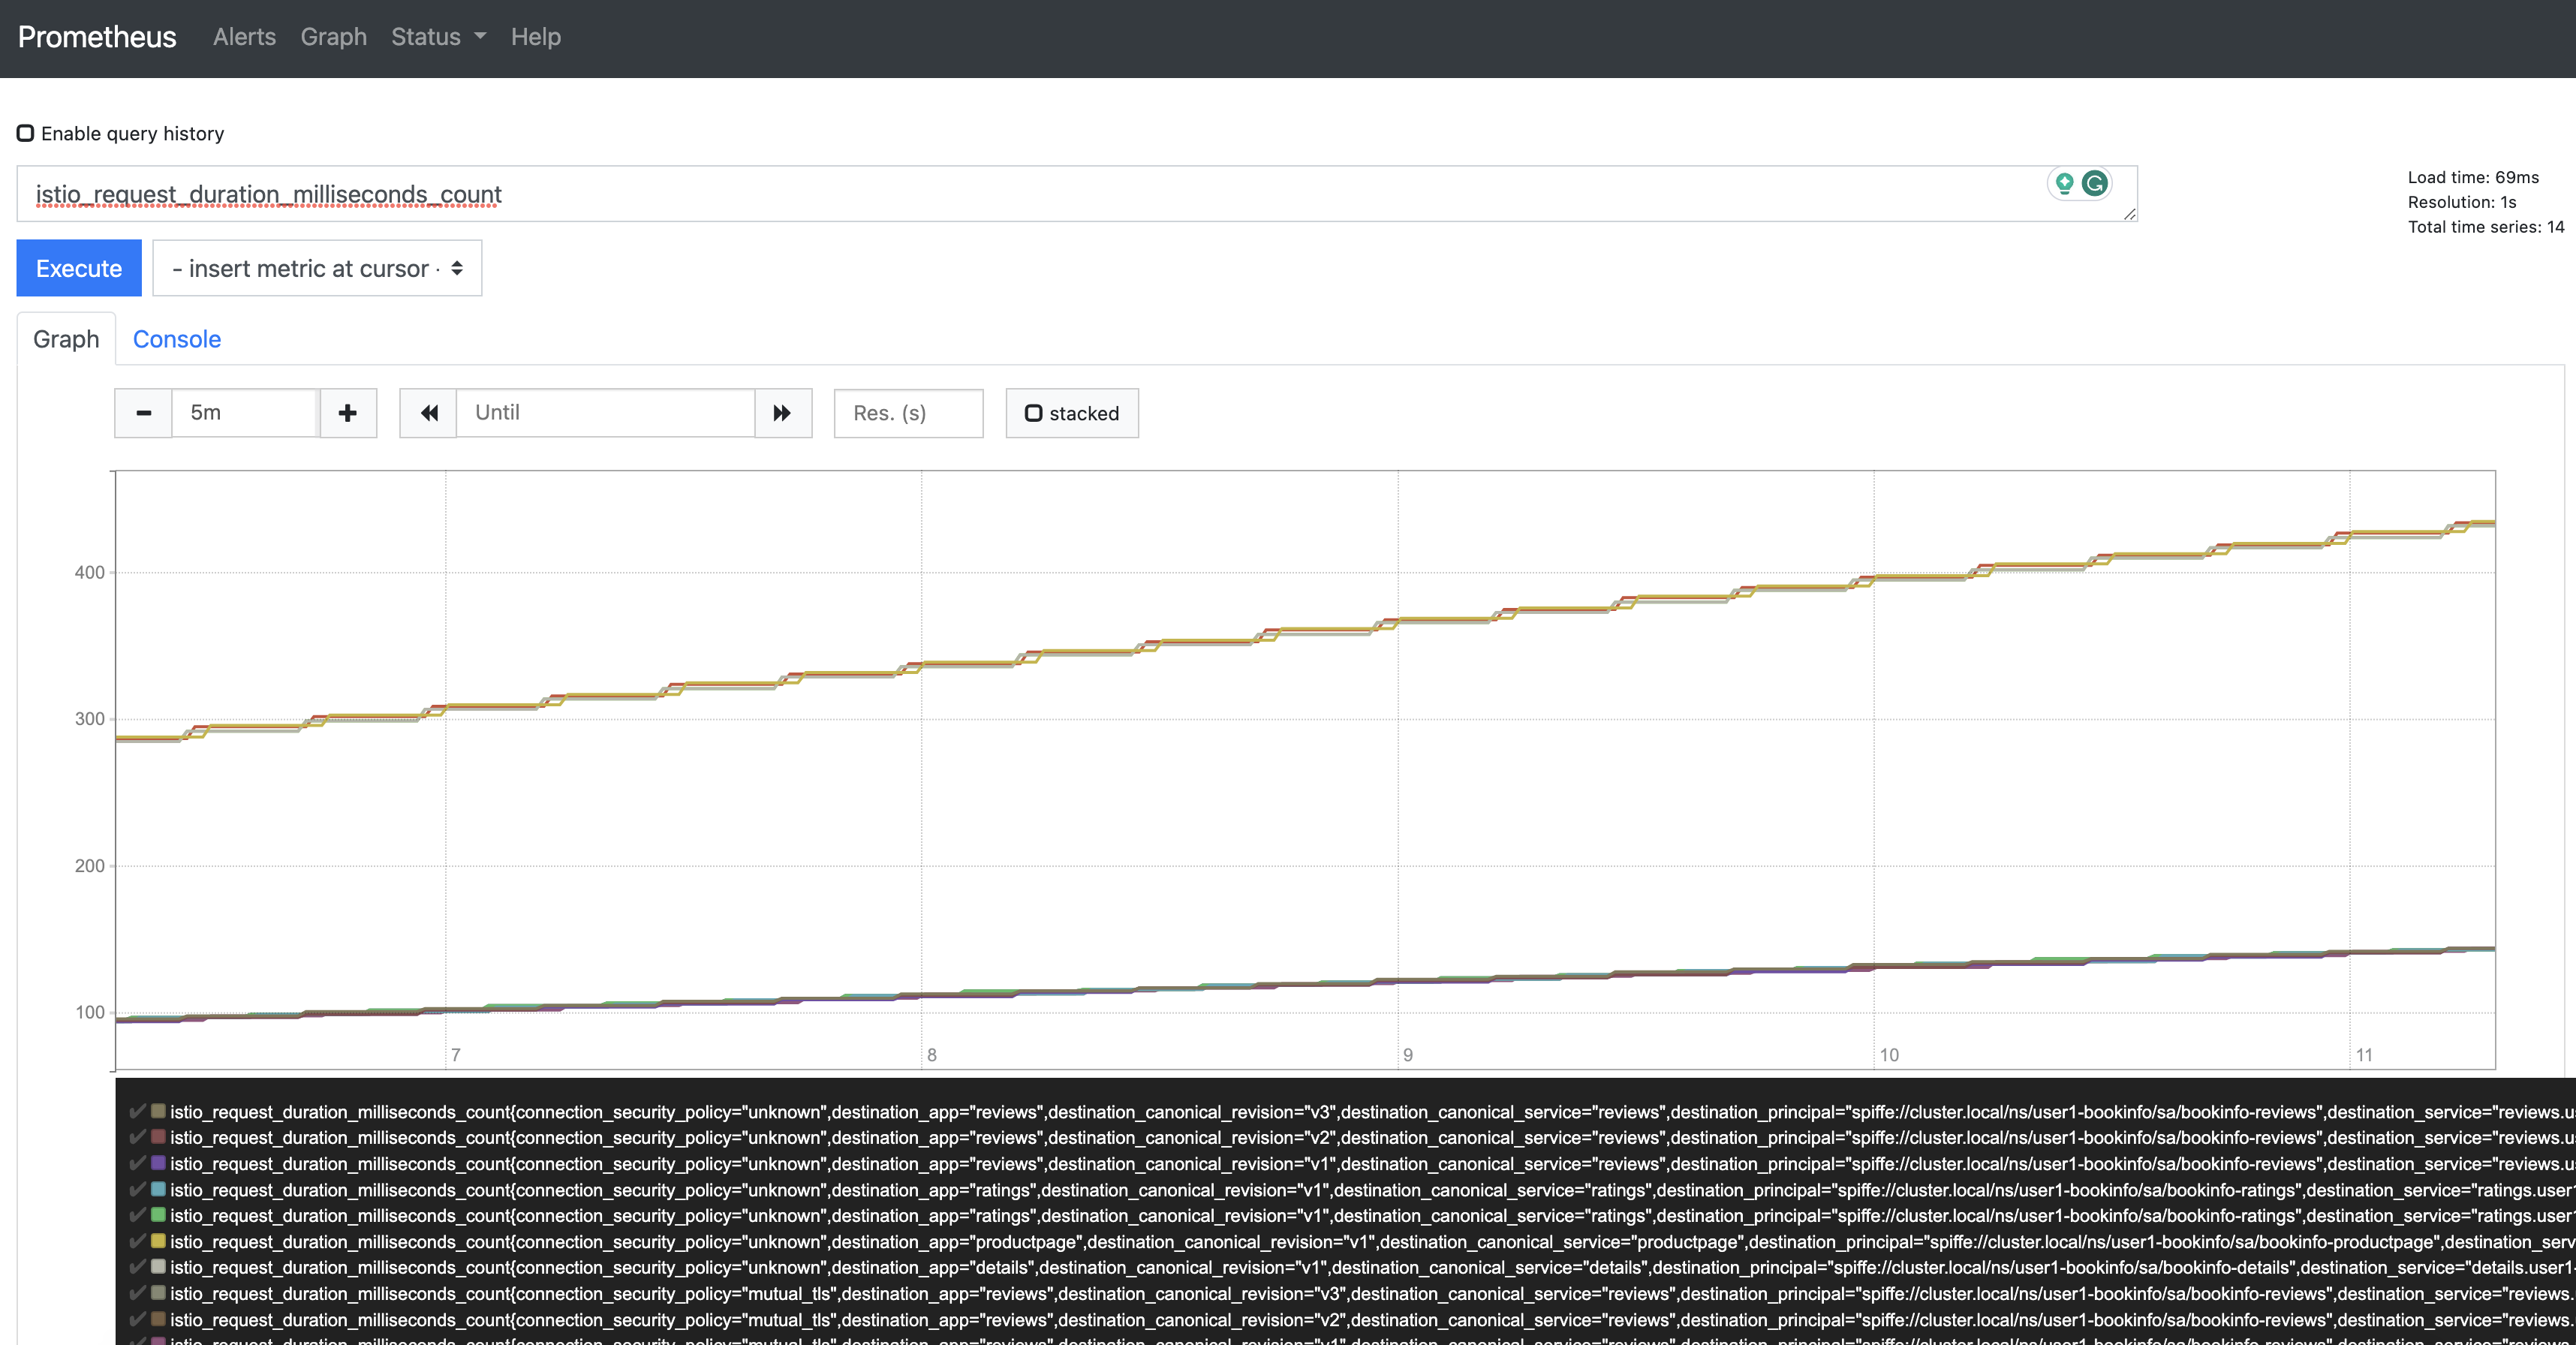 Prometheus Alerts Graph Status Help
Enable query history
istio_request_duration_milliseconds_count
Load time: 69ms
Resolution: 1s
Total time series: 14
Execute - insert metric at cursor -
Graph Console
5m Until Res. (s) stacked
400
300
200
100
7 8 9 10 11
istio_request_duration_milliseconds_count{connection_security_policy="unknown",destination_app="reviews",destination_canonical_revision="v3",destination_canonical_service="reviews",destination_principal="spiffe://cluster.local/ns/user1-bookinfo/sa/bookinfo-reviews",destination_service="reviews.u
istio_request_duration_milliseconds_count{connection_security_policy="unknown",destination_app="reviews",destination_canonical_revision="v2",destination_canonical_service="reviews",destination_principal="spiffe://cluster.local/ns/user1-bookinfo/sa/bookinfo-reviews",destination_service="reviews.u
istio_request_duration_milliseconds_count{connection_security_policy="unknown",destination_app="reviews",destination_canonical_revision="v1",destination_canonical_service="reviews",destination_principal="spiffe://cluster.local/ns/user1-bookinfo/sa/bookinfo-reviews",destination_service="reviews.u
istio_request_duration_milliseconds_count{connection_security_policy="unknown",destination_app="ratings",destination_canonical_revision="v1",destination_canonical_service="ratings",destination_principal="spiffe://cluster.local/ns/user1-bookinfo/sa/bookinfo-ratings",destination_service="ratings.user1
istio_request_duration_milliseconds_count{connection_security_policy="unknown",destination_app="ratings",destination_canonical_revision="v1",destination_canonical_service="ratings",destination_principal="spiffe://cluster.local/ns/user1-bookinfo/sa/bookinfo-ratings",destination_service="ratings.user1
istio_request_duration_milliseconds_count{connection_security_policy="unknown",destination_app="productpage",destination_canonical_revision="v1",destination_canonical_service="productpage",destination_principal="spiffe://cluster.local/ns/user1-bookinfo/sa/bookinfo-productpage",destination_serv
istio_request_duration_milliseconds_count{connection_security_policy="unknown",destination_app="details",destination_canonical_revision="v1",destination_canonical_service="details",destination_principal="spiffe://cluster.local/ns/user1-bookinfo/sa/bookinfo-details",destination_service="details.user1-
istio_request_duration_milliseconds_count{connection_security_policy="mutual_tls",destination_app="reviews",destination_canonical_revision="v3",destination_canonical_service="reviews",destination_principal="spiffe://cluster.local/ns/user1-bookinfo/sa/bookinfo-reviews",destination_service="reviews.
istio_request_duration_milliseconds_count{connection_security_policy="mutual_tls",destination_app="reviews",destination_canonical_revision="v2",destination_canonical_service="reviews",destination_principal="spiffe://cluster.local/ns/user1-bookinfo/sa/bookinfo-reviews",destination_service="reviews.